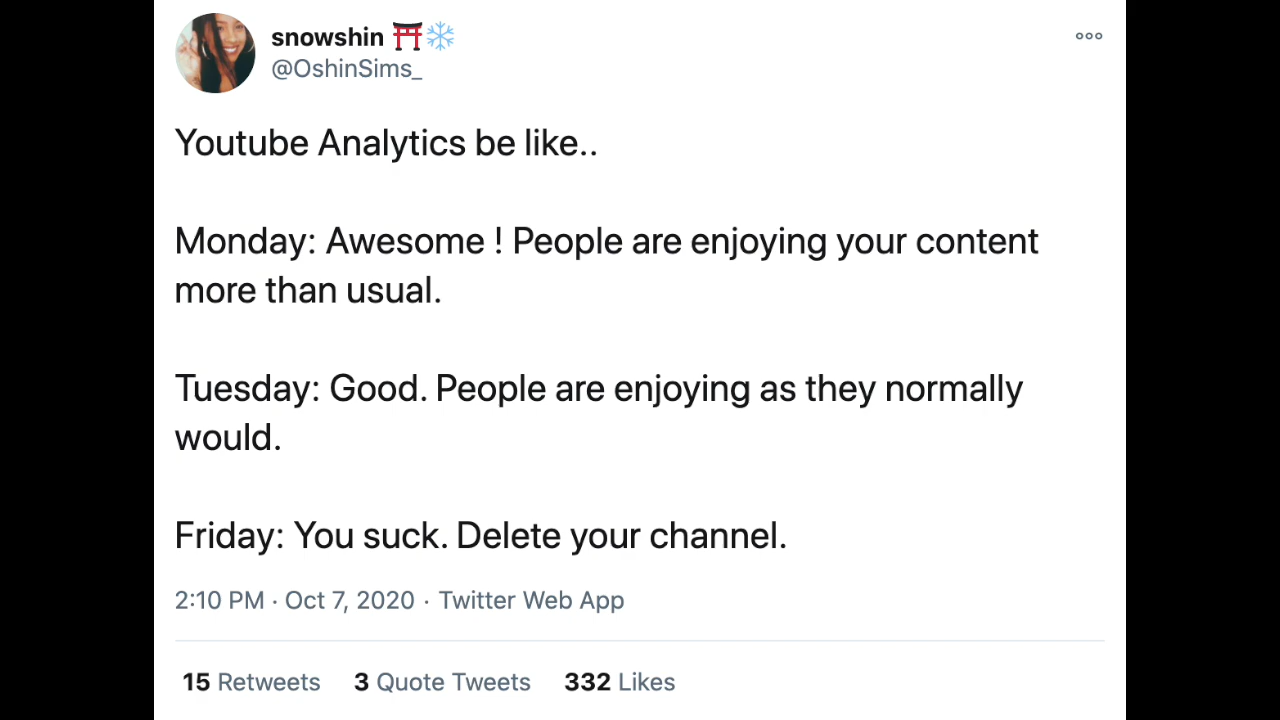 snowshin ⛩️❄️
@OshinSims_
Youtube Analytics be like..
Monday: Awesome ! People are enjoying your content
more than usual.
Tuesday: Good. People are enjoying as they normally
would.
Friday: You suck. Delete your channel.
2:10 PM · Oct 7, 2020 · Twitter Web App
15 Retweets 3 Quote Tweets 332 Likes